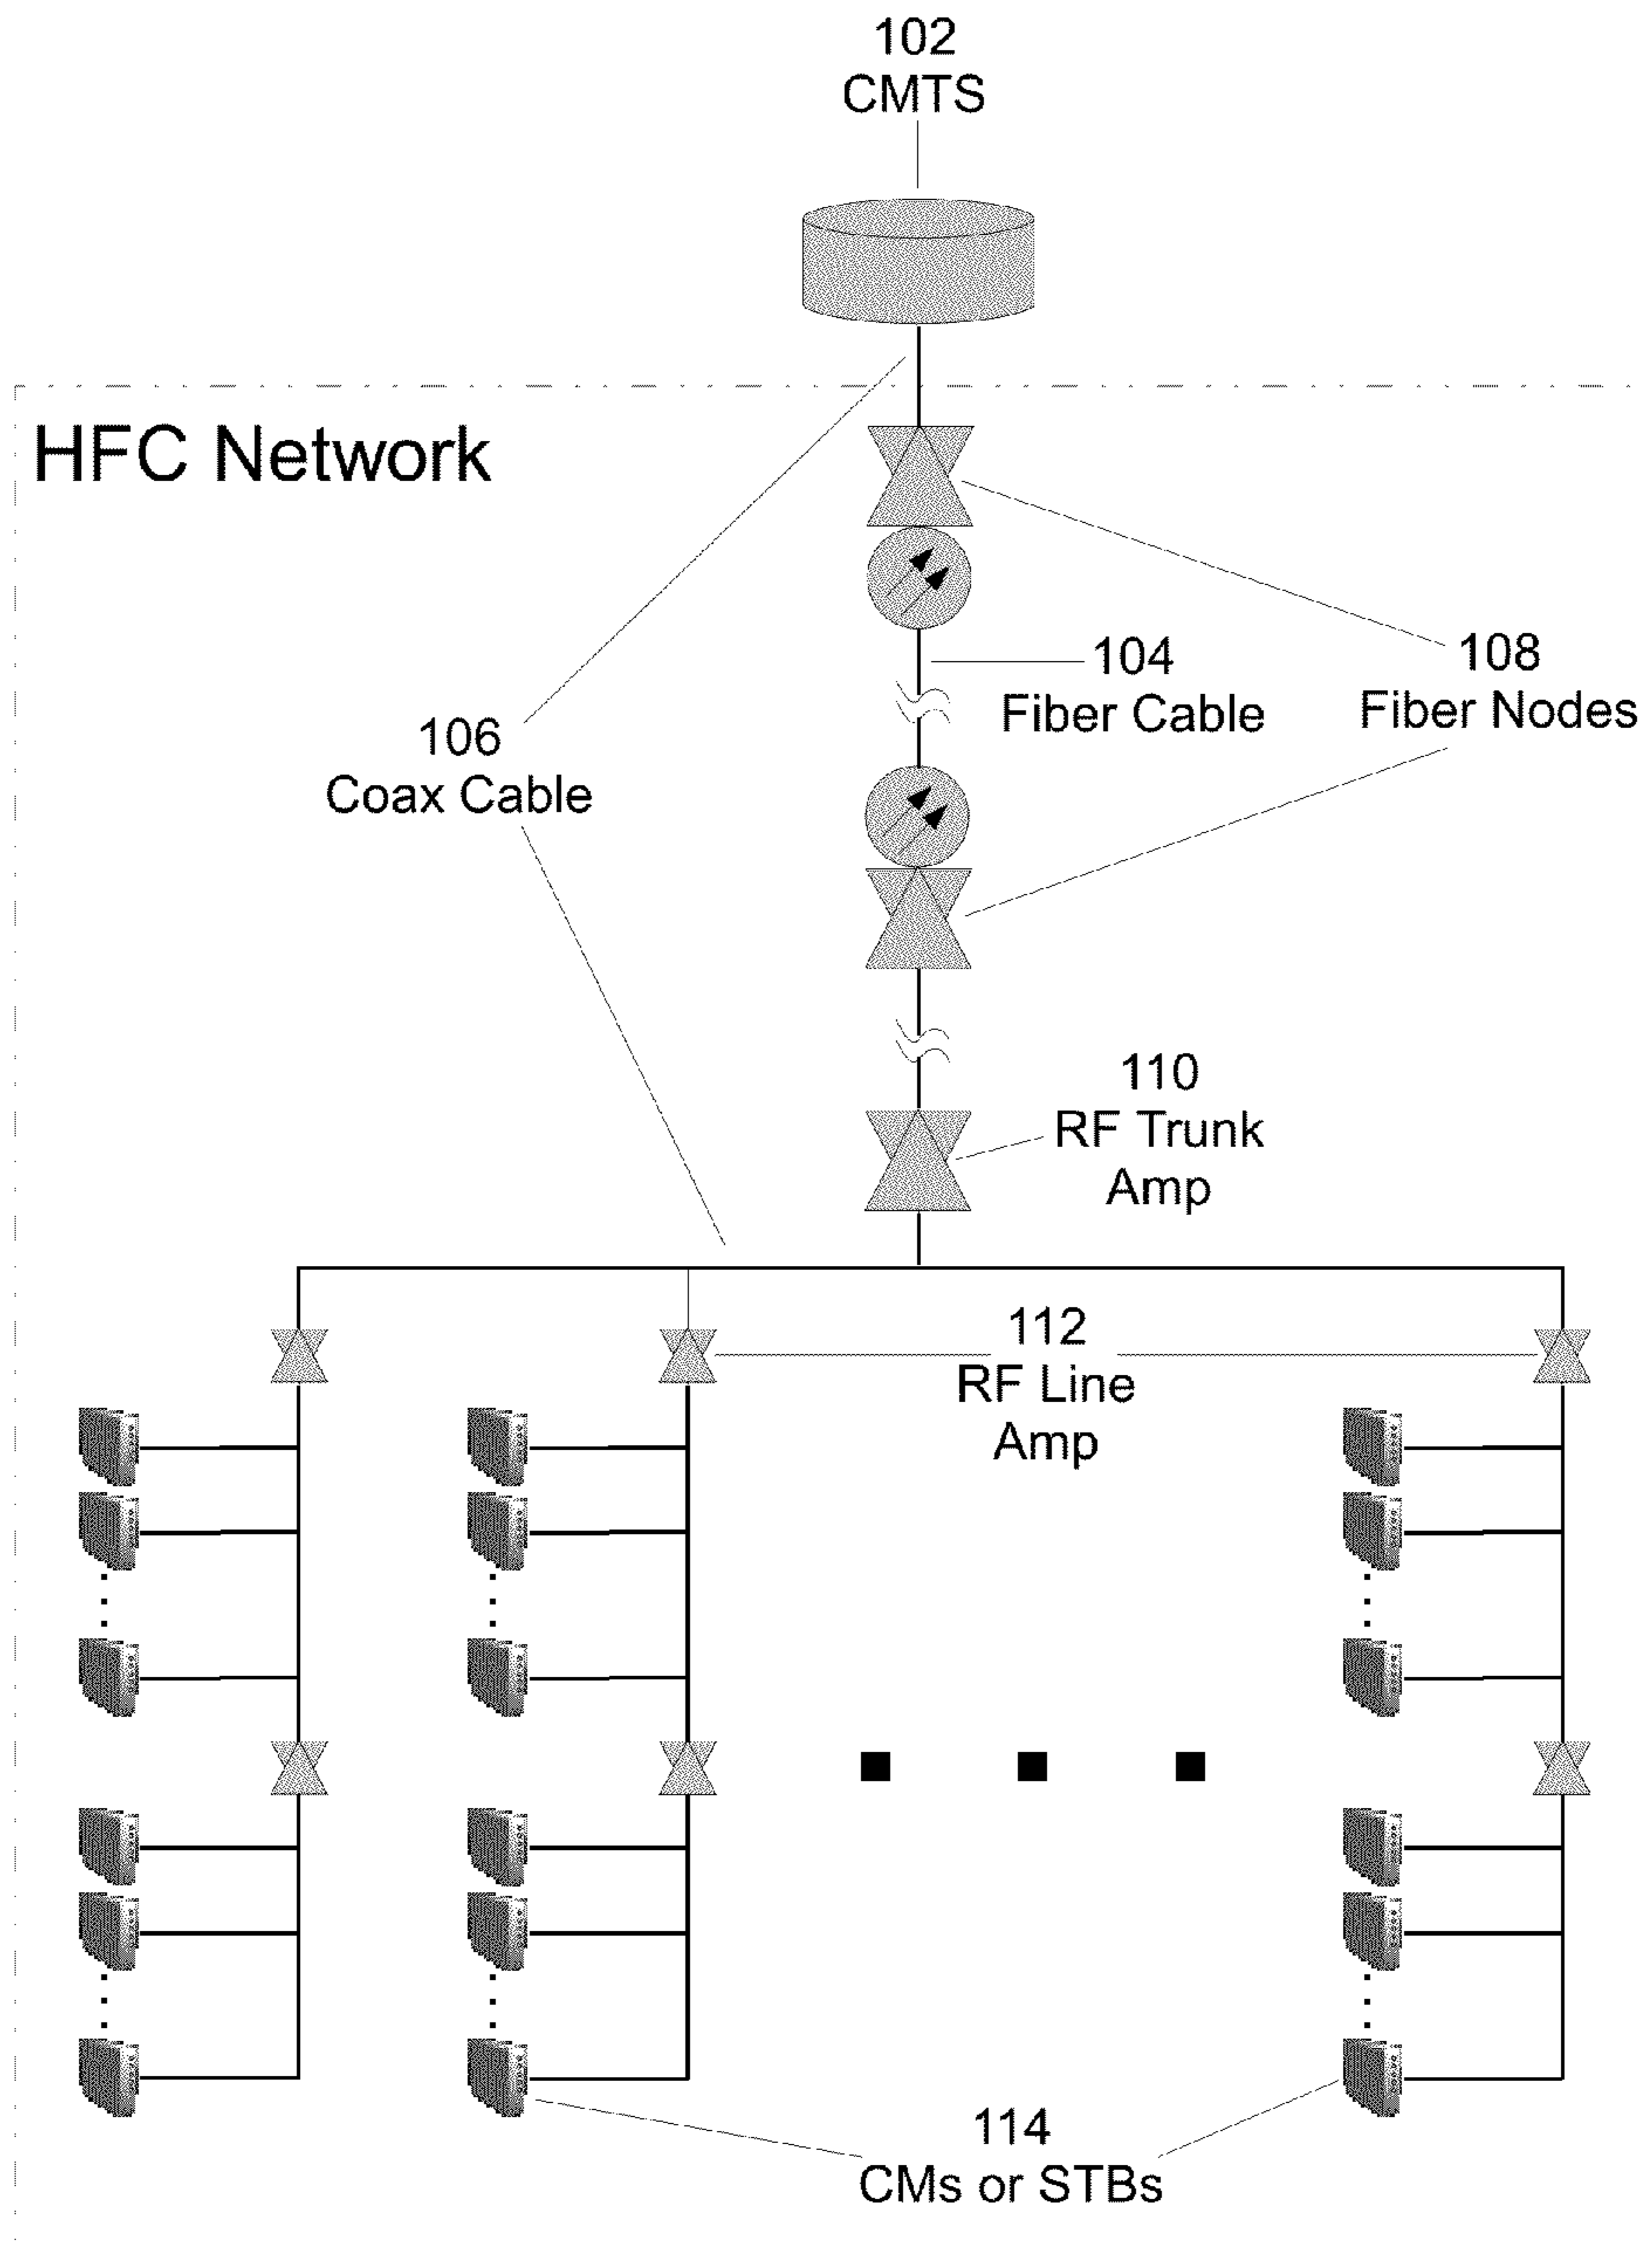 102
CMTS
HFC Network
104
Fiber Cable
108
Fiber Nodes
106
Coax Cable
110
RF Trunk
Amp
112
RF Line
Amp
114
CMs or STBs